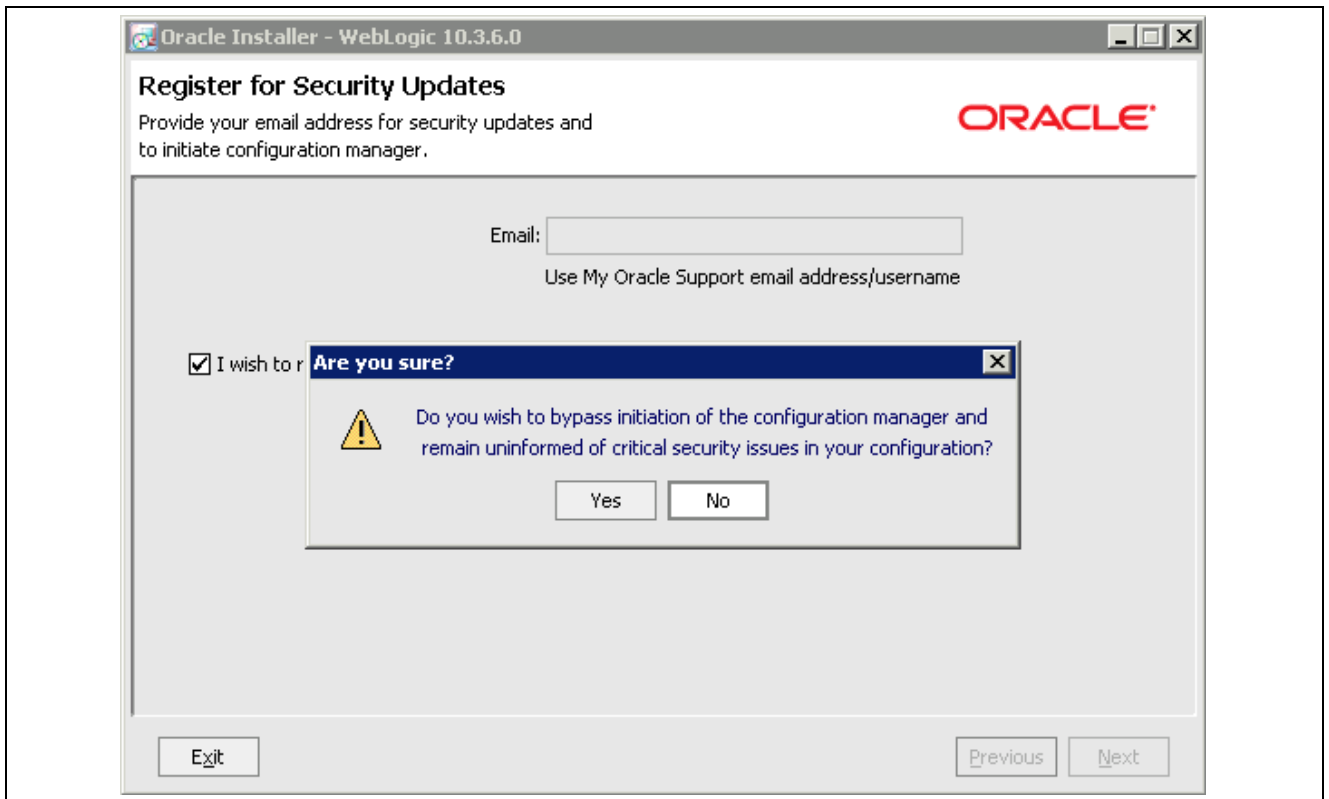 Oracle Installer - WebLogic 10.3.6.0
Register for Security Updates
Provide your email address for security updates and
to initiate configuration manager.
ORACLE
Email:
Use My Oracle Support email address/username
I wish to r
Are you sure?
Do you wish to bypass initiation of the configuration manager and
remain uninformed of critical security issues in your configuration?
Yes No
Exit Previous Next